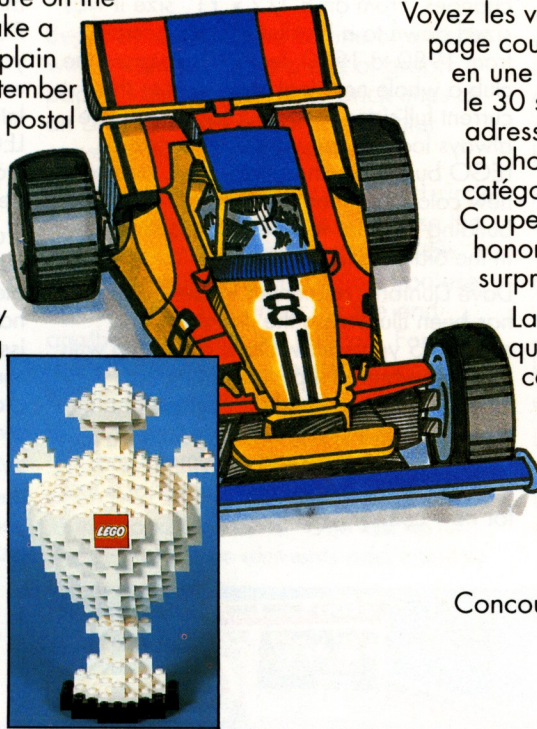 ure on the
ake a
plain
tember
postal
y
g
Voyez les v
page cou
en une
le 30 s
adress
la pho
catégo
Coupe
honor
surpr
La
qu
co
8
LEGO
Concou